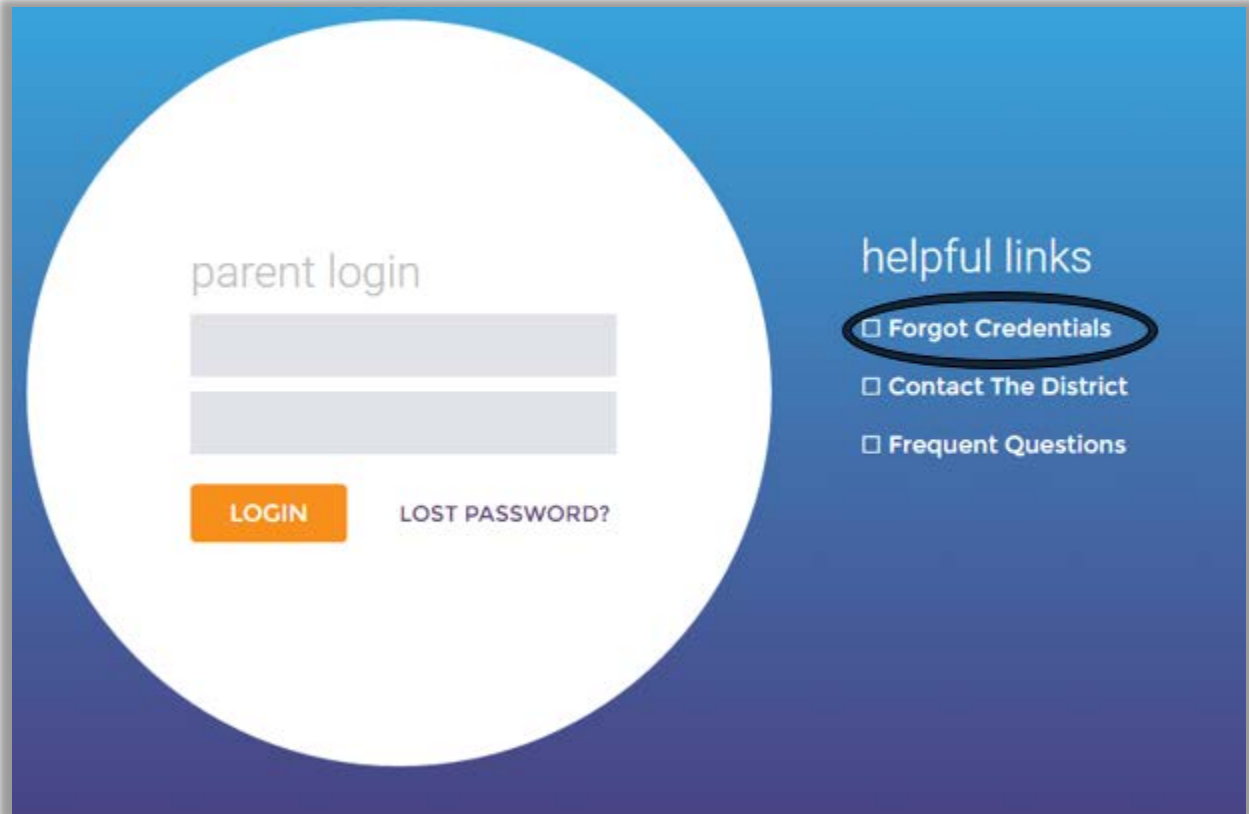 parent login
LOGIN
LOST PASSWORD?
helpful links
☐ Forgot Credentials
☐ Contact The District
☐ Frequent Questions